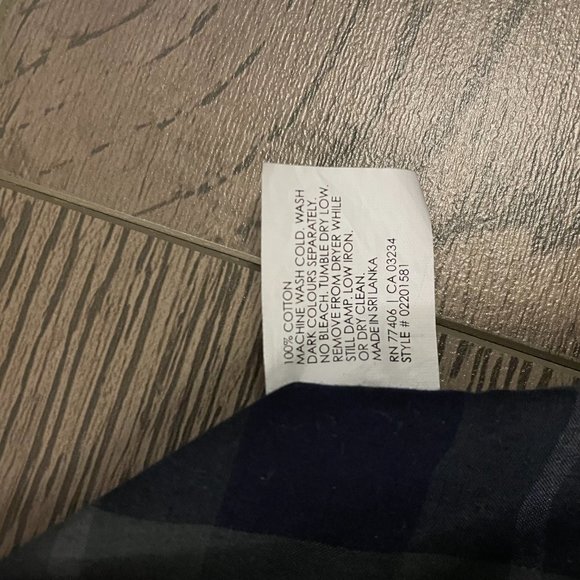 100% COTTON
MACHINE WASH COLD. WASH
DARK COLOURS SEPARATELY.
NO BLEACH. TUMBLE DRY LOW.
REMOVE FROM DRYER WHILE
STILL DAMP. LOW IRON.
OR DRY CLEAN.
MADE IN SRI LANKA
RN 77406 | CA 03234
STYLE # 02201581